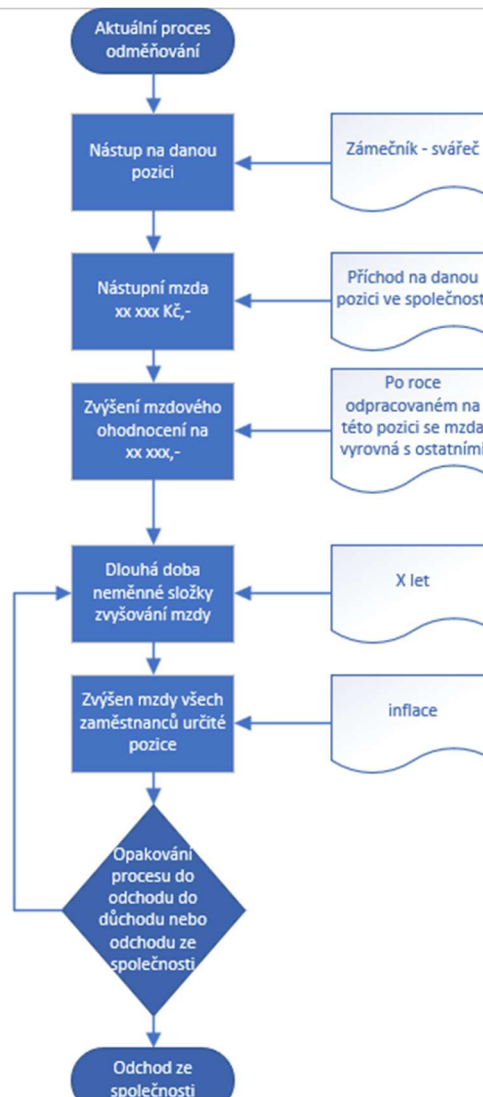 Aktuální proces
odměňování
Nástup na danou
pozici
Zámečník - svářeč
Nástupní mzda
xx xxx Kč,-
Příchod na danou
pozici ve společnost
Zvýšení mzdového
ohodnocení na
xx xxx,-
Po roce
odpracovaném na
této pozici se mzda
vyrovná s ostatními
Dlouhá doba
neměnné složky
zvyšování mzdy
X let
Zvýšen mzdy všech
zaměstnanců určité
pozice
inflace
Opakování
procesu do
odchodu do
důchodu nebo
odchodu ze
společnosti
Odchod ze
společnosti